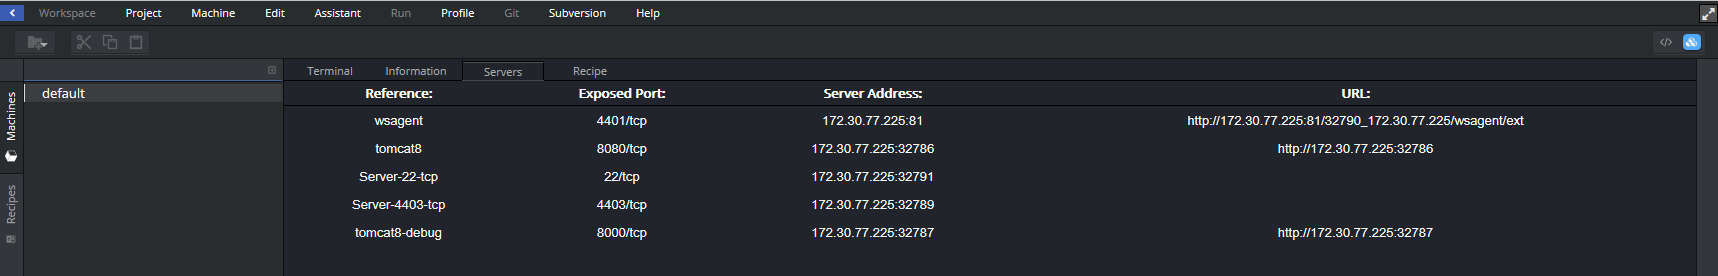 Workspace Project Machine Edit Assistant Run Profile Git Subversion Help
Terminal Information Servers Recipe
default
Machines
Recipes
Reference: Exposed Port: Server Address: URL:
wsagent 4401/tcp 172.30.77.225:81 http://172.30.77.225:81/32790_172.30.77.225/wsagent/ext
tomcat8 8080/tcp 172.30.77.225:32786 http://172.30.77.225:32786
Server-22-tcp 22/tcp 172.30.77.225:32791
Server-4403-tcp 4403/tcp 172.30.77.225:32789
tomcat8-debug 8000/tcp 172.30.77.225:32787 http://172.30.77.225:32787